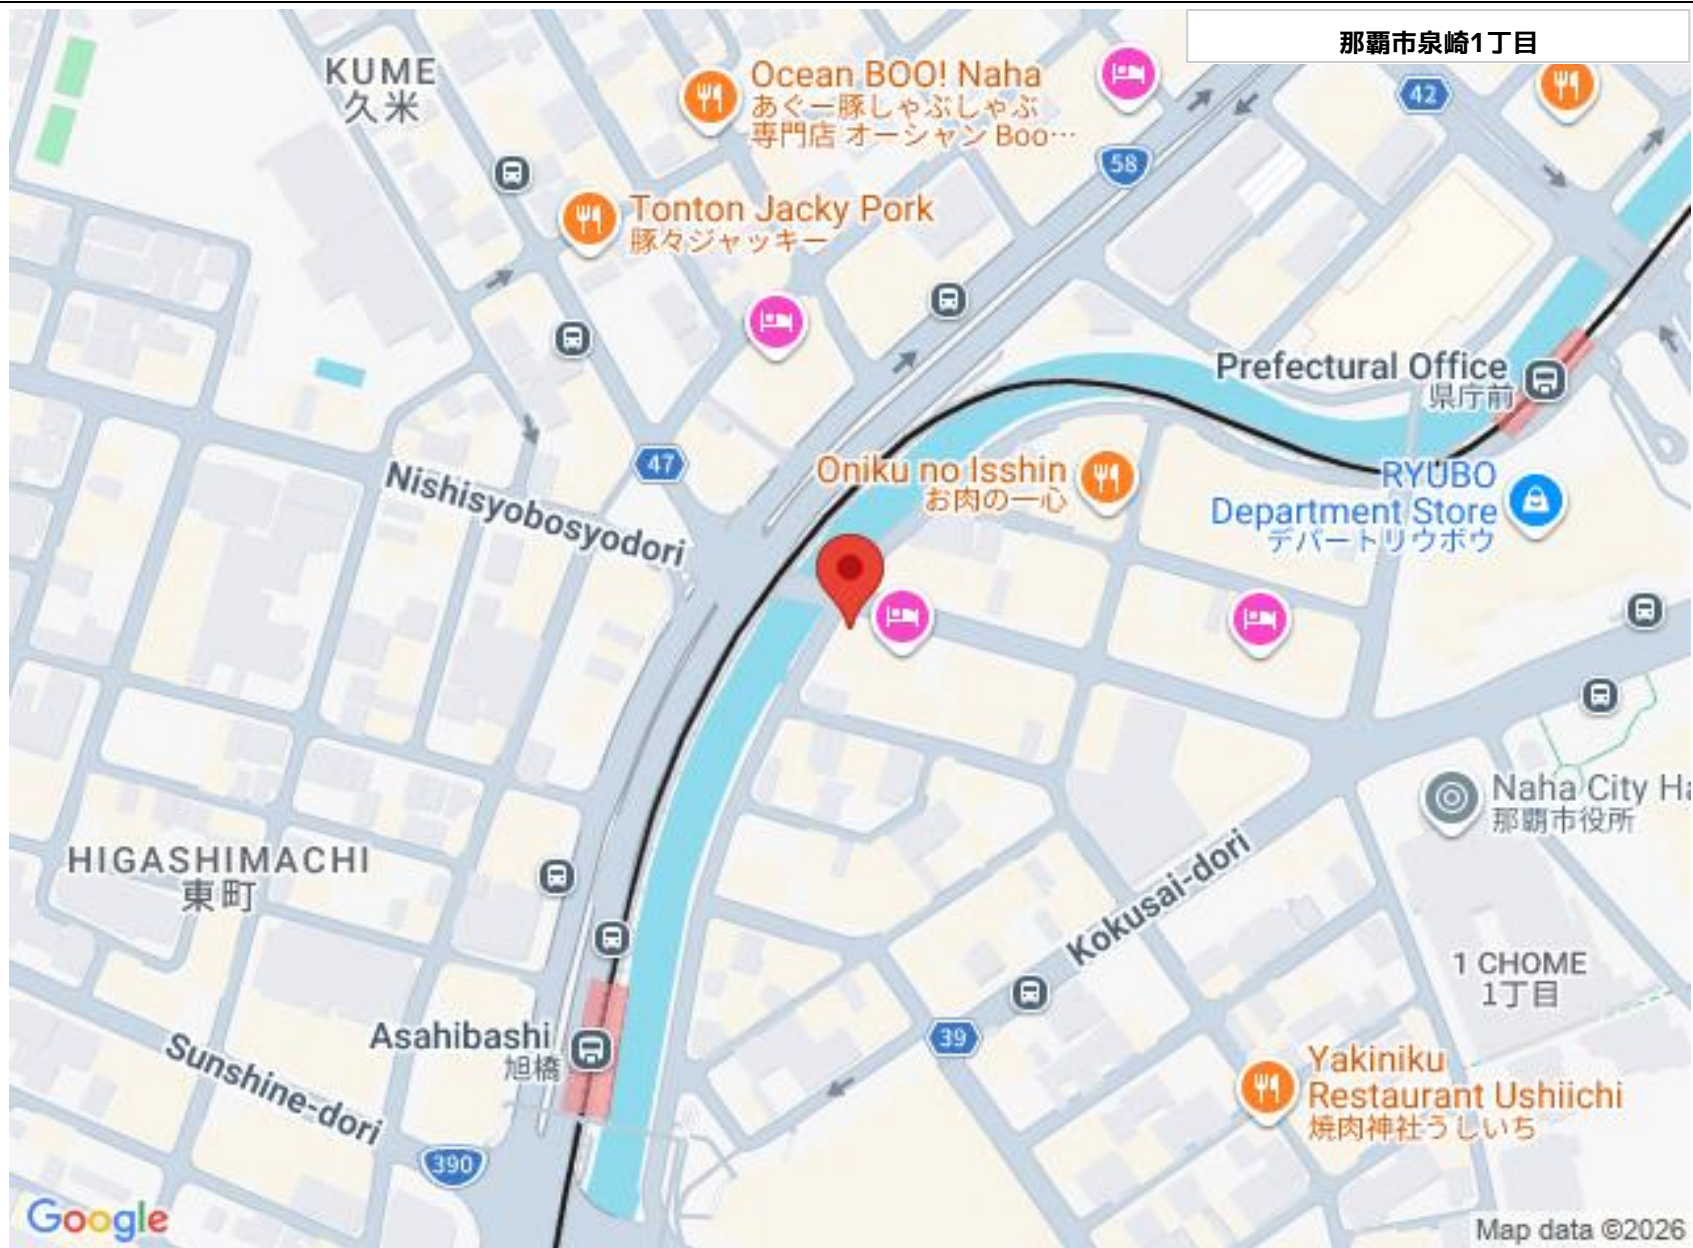 那覇市泉崎1丁目
KUME
久米
Ocean BOO! Naha
あぐー豚しゃぶしゃぶ
専門店 オーシャン Boo…
42
58
Tonton Jacky Pork
豚々ジャッキー
Prefectural Office
県庁前
47
Nishisyobosyodori
Oniku no Isshin
お肉の一心
RYUBO
Department Store
デパートリウボウ
Naha City Ha
那覇市役所
HIGASHIMACHI
東町
Kokusai-dori
1 CHOME
1丁目
Asahibashi
旭橋
39
Sunshine-dori
Yakiniku
Restaurant Ushiichi
焼肉神社うしいち
390
Google
Map data ©2026